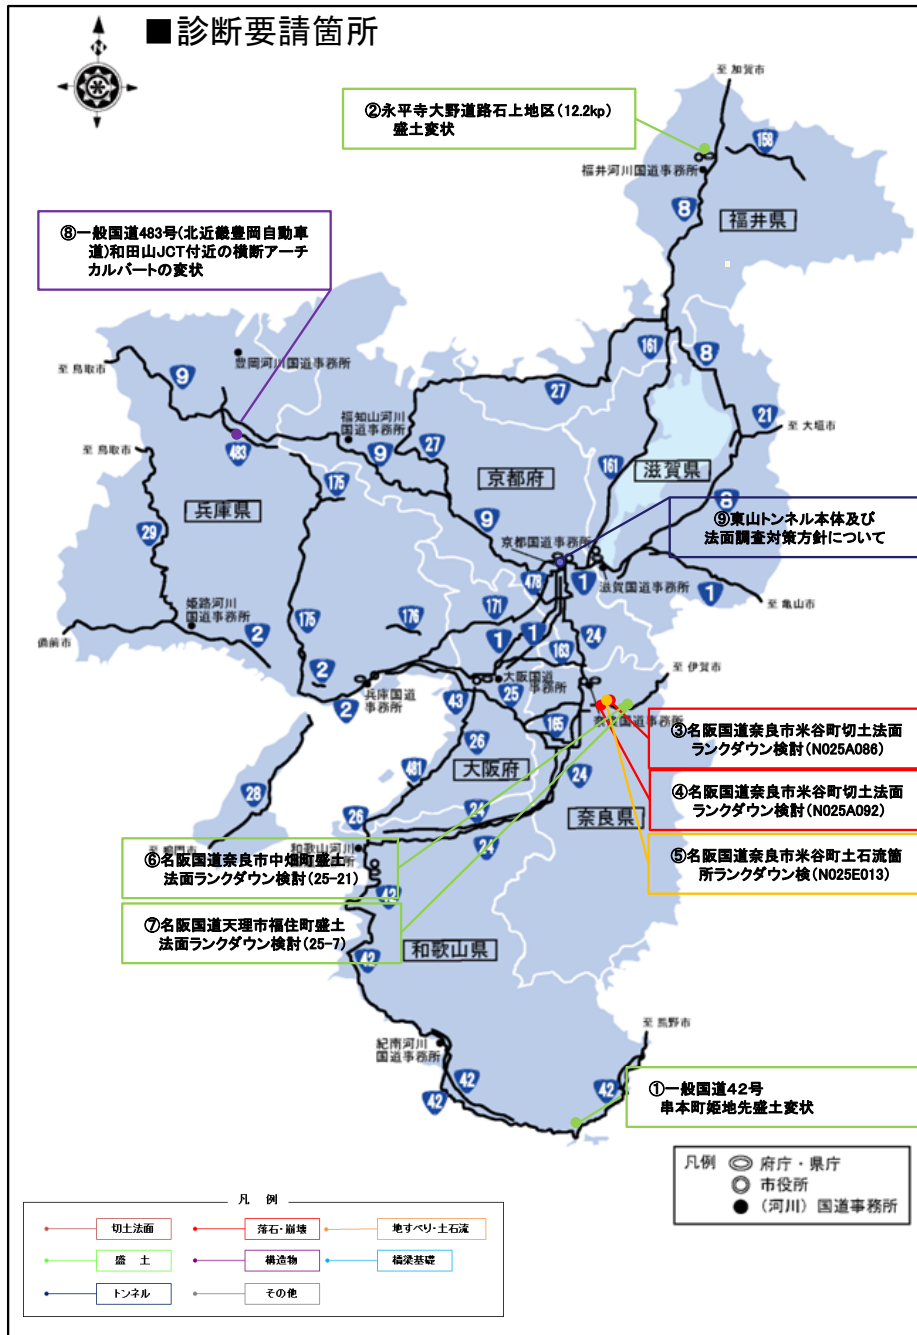 ■診断要請箇所
N
至 加賀市
②永平寺大野道路石上地区(12.2kp)
盛土変状
158
福井河川国道事務所
8
福井県
⑧一般国道483号(北近畿豊岡自動車
道)和田山JCT付近の横断アーチ
カルバートの変状
161
8
豊岡河川国道事務所
至 鳥取市
9
27
21
至 大垣市
福知山河川
国道事務所
483
9
27
至 鳥取市
175
京都府
161
滋賀県
8
兵庫県
29
9
⑨東山トンネル本体及び
法面調査対策方針について
京都国道事務所
478
1
滋賀国道事務所
1
至 亀山市
姫路河川
国道事務所
175
176
171
2
備前市
1
1
24
163
至 伊賀市
2
大阪国道
事務所
兵庫国道
事務所
2
43
25
165
奈良国道事務所
③名阪国道奈良市米谷町切土法面
ランクダウン検討(N025A086)
26
大阪府
481
24
28
④名阪国道奈良市米谷町切土法面
ランクダウン検討(N025A092)
26
24
奈良県
至 鳴門市
和歌山河川
24
⑤名阪国道奈良市米谷町土石流箇
所ランクダウン検(N025E013)
⑥名阪国道奈良市中畑町盛土
法面ランクダウン検討(25-21)
42
⑦名阪国道天理市福住町盛土
法面ランクダウン検討(25-7)
和歌山県
42
至 熊野市
紀南河川
国道事務所
42
42
42
①一般国道42号
串本町姫地先盛土変状
凡例
府庁・県庁
市役所
(河川)国道事務所
凡 例
切土法面
落石・崩壊
地すべり・土石流
盛 土
構造物
橋梁基礎
トンネル
その他